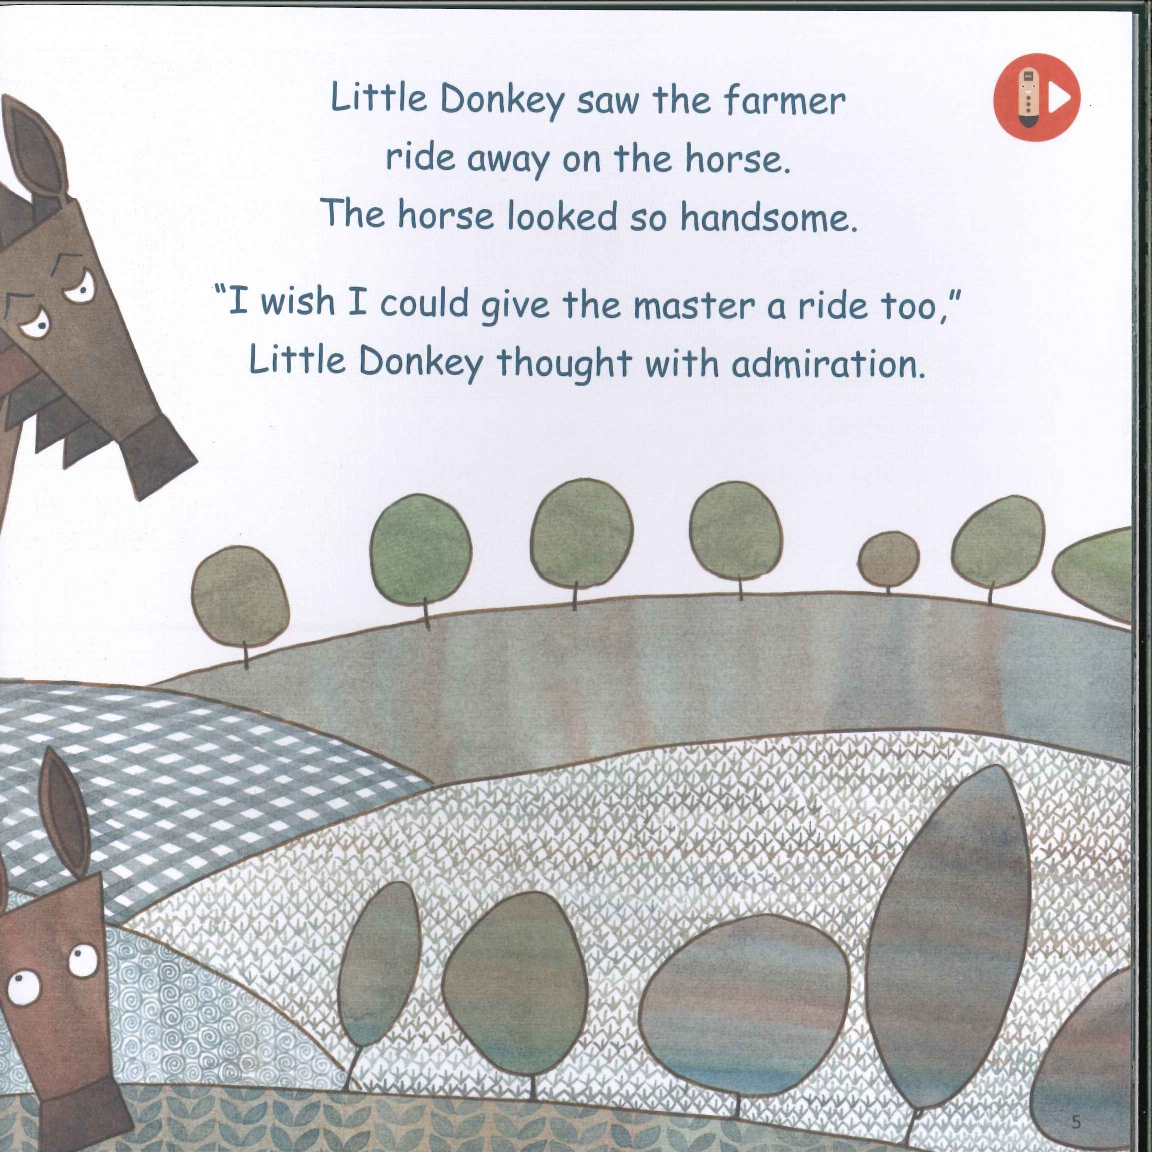 Little Donkey saw the farmer
ride away on the horse.
The horse looked so handsome.
"I wish I could give the master a ride too,"
Little Donkey thought with admiration.
5